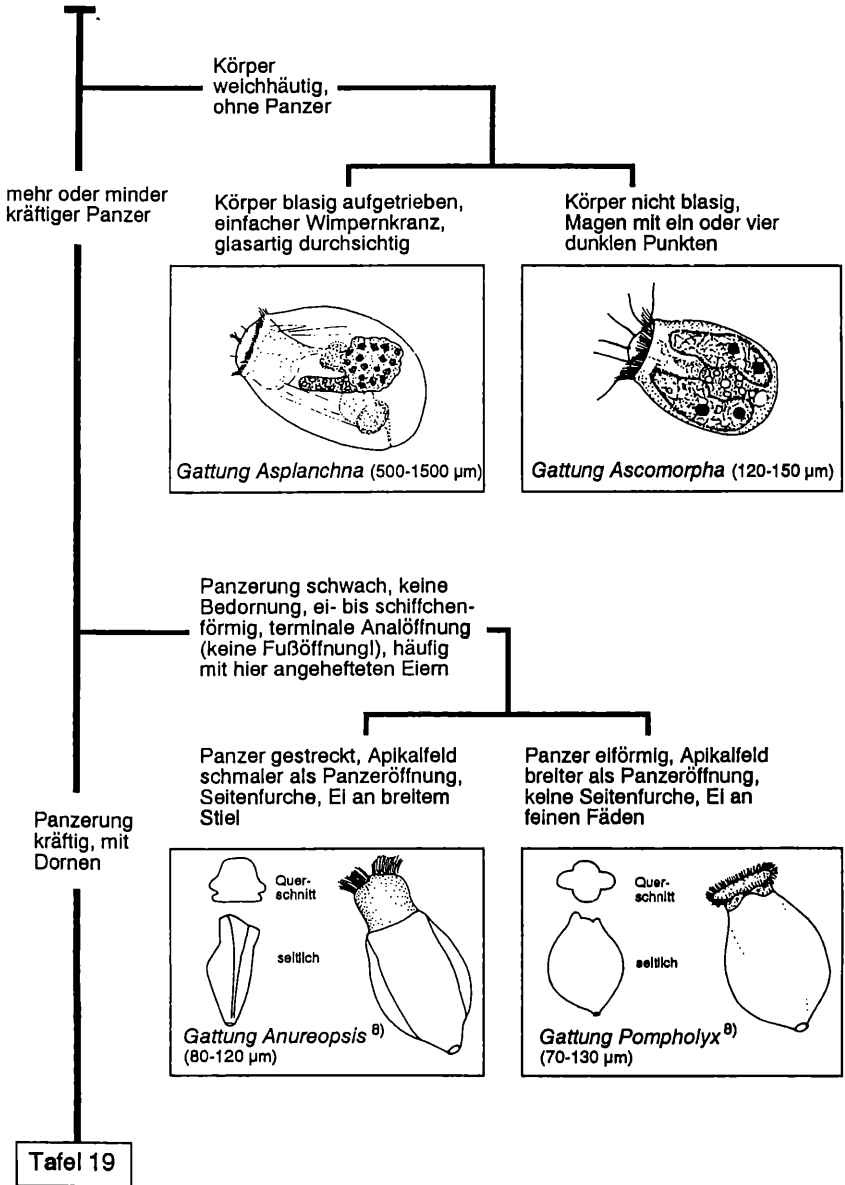 Körper
weichhäutig,
ohne Panzer
mehr oder minder
kräftiger Panzer
Körper blasig aufgetrieben,
einfacher Wimpernkranz,
glasartig durchsichtig
Körper nicht blasig,
Magen mit ein oder vier
dunklen Punkten
Gattung Asplanchna (500-1500 µm)
Gattung Ascomorpha (120-150 µm)
Panzerung schwach, keine
Bedornung, ei- bis schiffchen-
förmig, terminale Analöffnung
(keine Fußöffnung!), häufig
mit hier angehefteten Eiern
Panzer gestreckt, Apikalfeld
schmaler als Panzeröffnung,
Seitenfurche, Ei an breitem
Stiel
Panzer eiförmig, Apikalfeld
breiter als Panzeröffnung,
keine Seitenfurche, Ei an
feinen Fäden
Panzerung
kräftig, mit
Dornen
Quer-
schnitt
seitlich
Gattung Anureopsis 8)
(80-120 µm)
Quer-
schnitt
seitlich
Gattung Pompholyx 8)
(70-130 µm)
Tafel 19